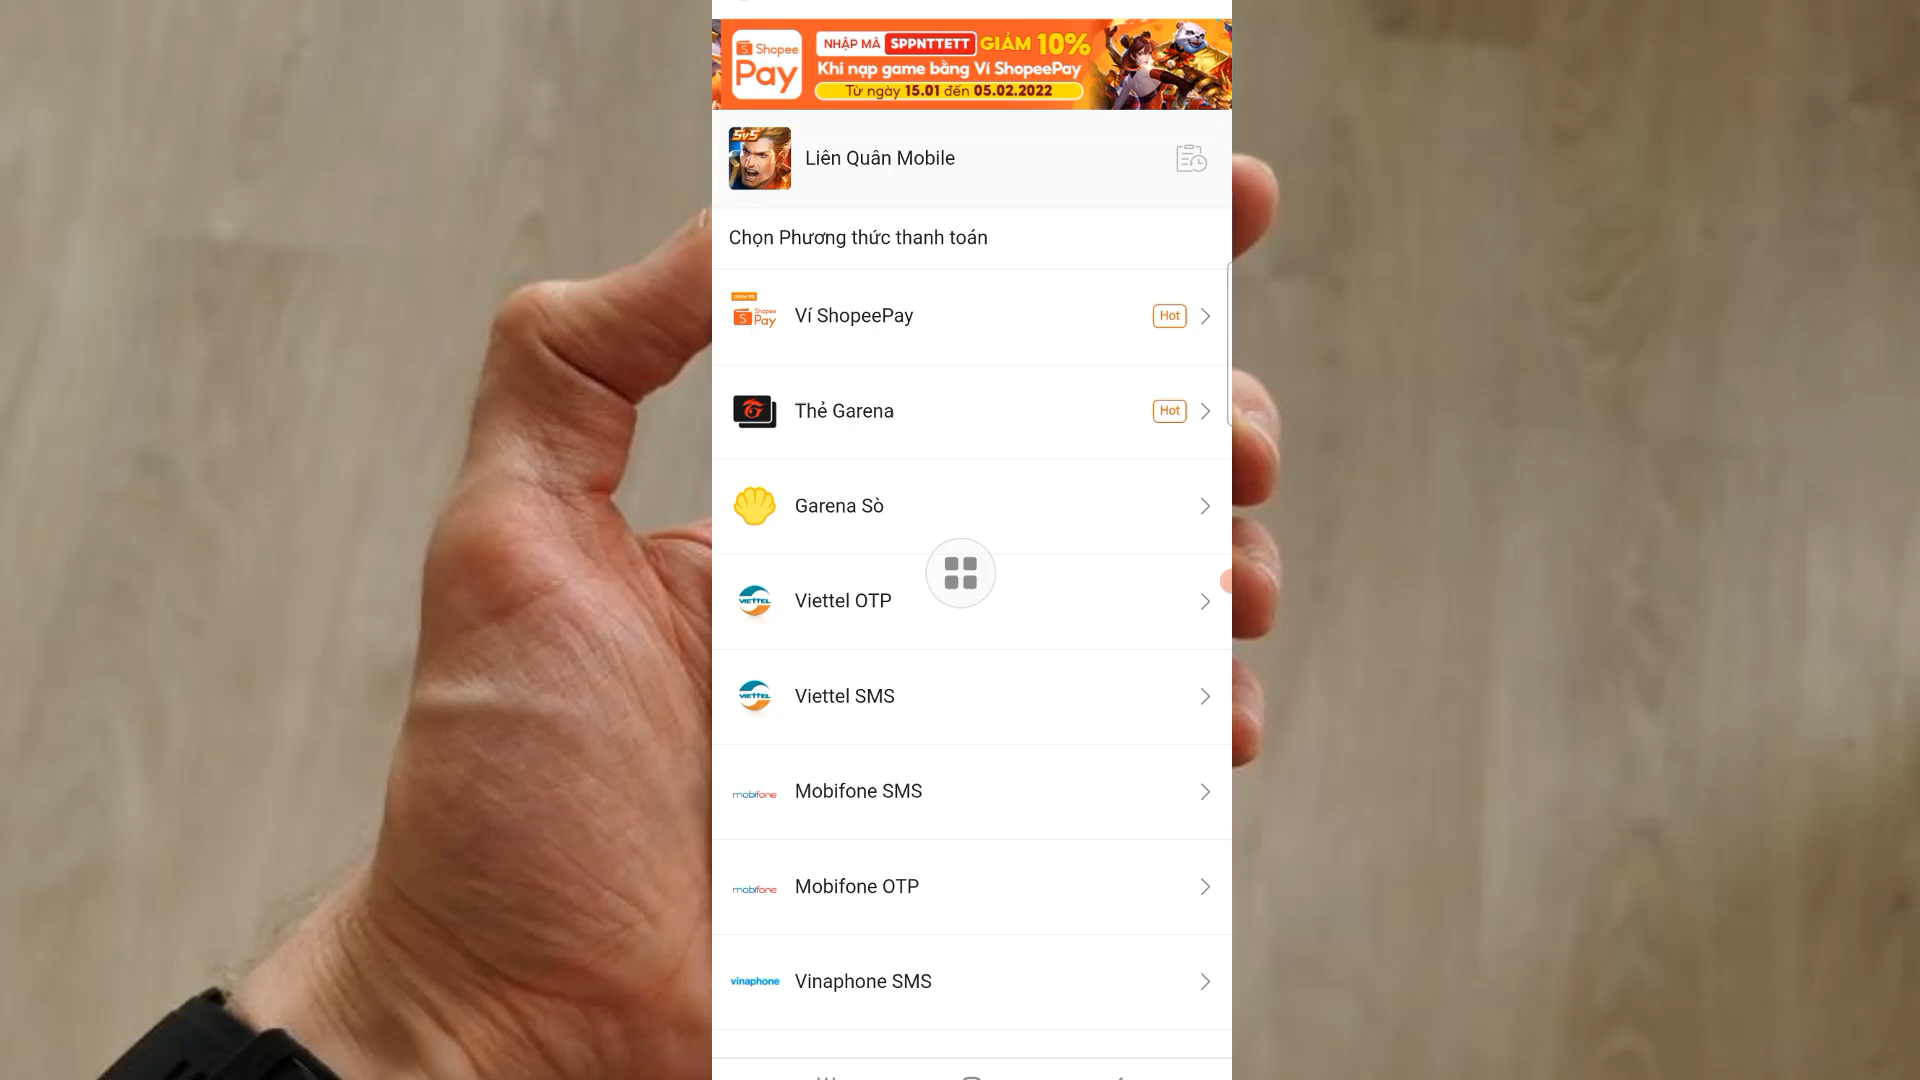 Shopee
Pay
NHẬP MÃ SPPNTTETT GIẢM 10%
Khi nạp game bằng Ví ShopeePay
Từ ngày 15.01 đến 05.02.2022
5v5
Liên Quân Mobile
Chọn Phương thức thanh toán
Shopee
Pay
Ví ShopeePay
Hot
Thẻ Garena
Hot
Garena Sò
VIETTEL
Viettel OTP
VIETTEL
Viettel SMS
mobifone
Mobifone SMS
mobifone
Mobifone OTP
vinaphone
Vinaphone SMS